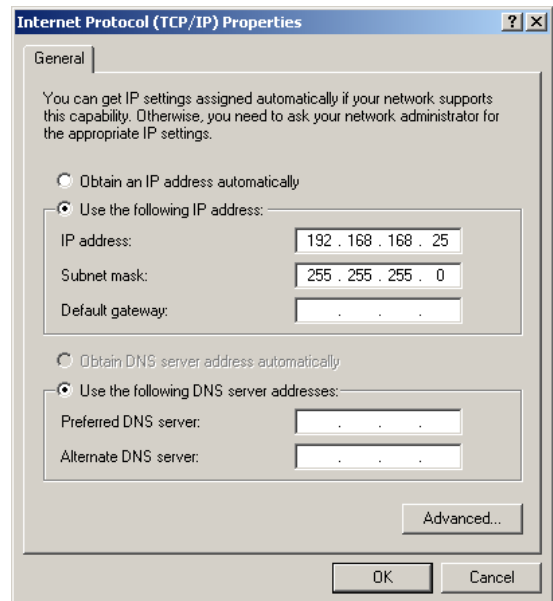 Internet Protocol (TCP/IP) Properties
General
You can get IP settings assigned automatically if your network supports
this capability. Otherwise, you need to ask your network administrator for
the appropriate IP settings.
Obtain an IP address automatically
Use the following IP address:
IP address: 192 . 168 . 168 . 25
Subnet mask: 255 . 255 . 255 . 0
Default gateway: . . .
Obtain DNS server address automatically
Use the following DNS server addresses:
Preferred DNS server: . . .
Alternate DNS server: . . .
Advanced...
OK Cancel